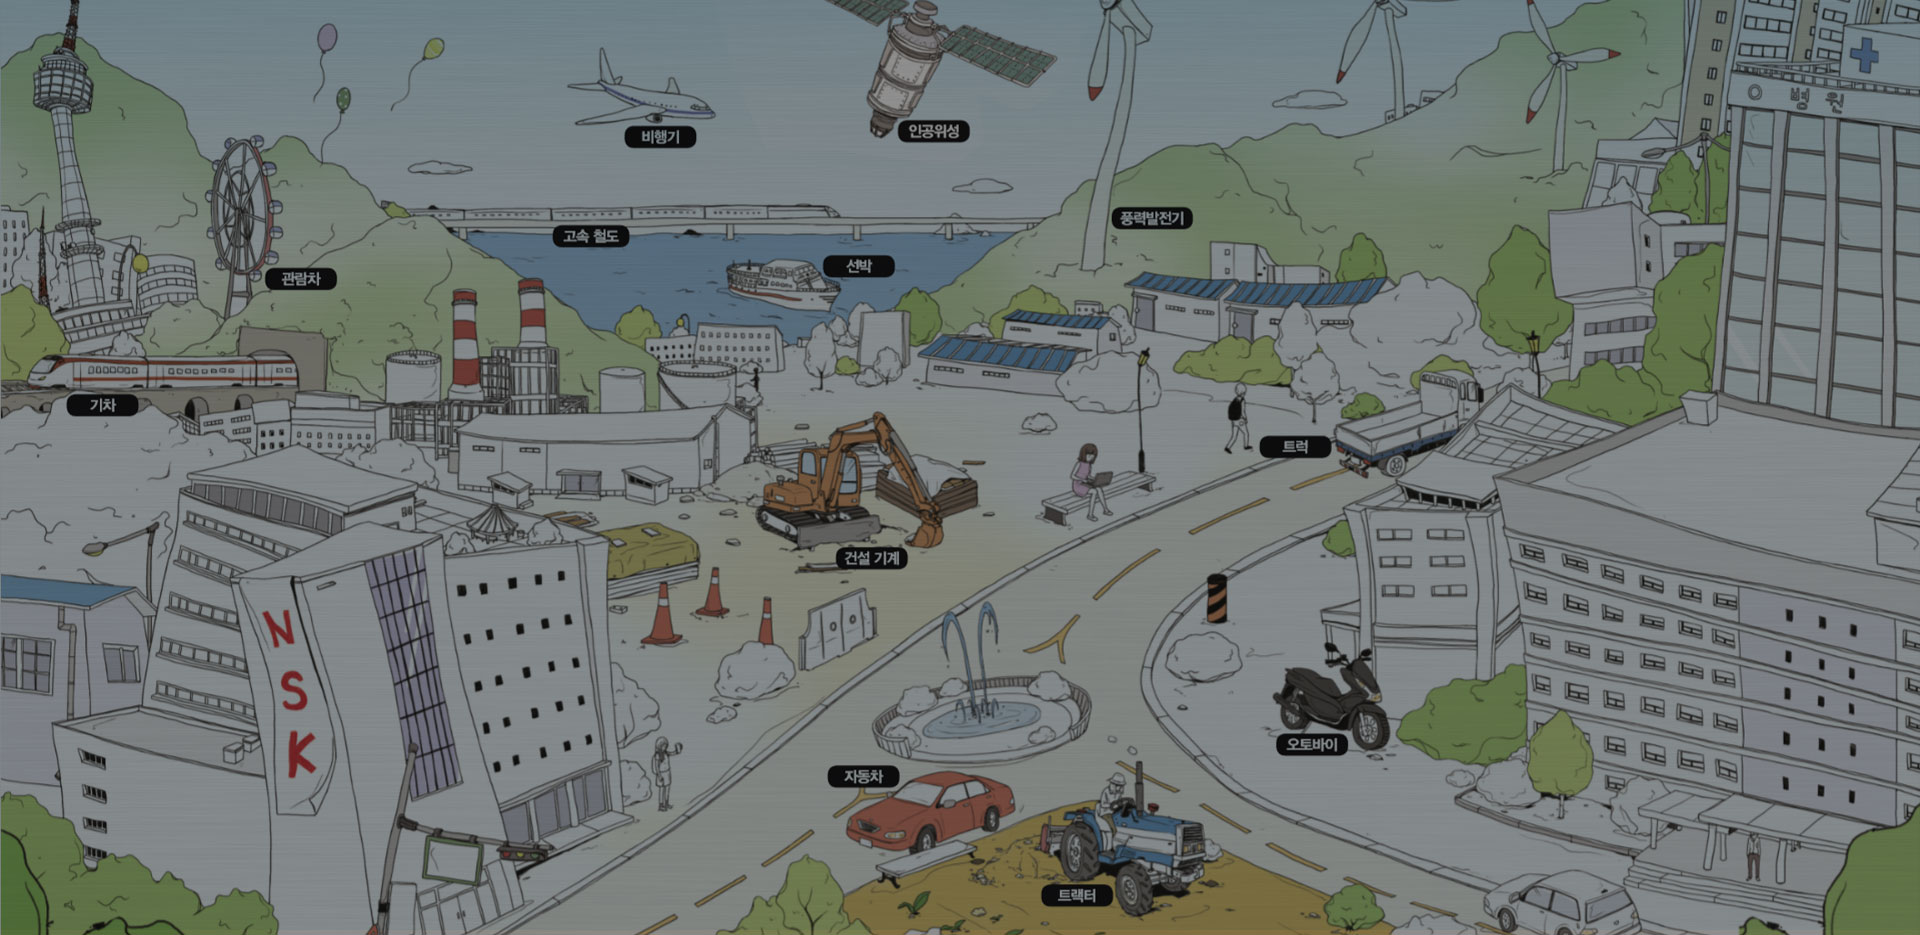 병원
인공위성
비행기
풍력발전기
고속 철도
선박
관람차
기차
트럭
건설 기계
NSK
오토바이
자동차
트랙터